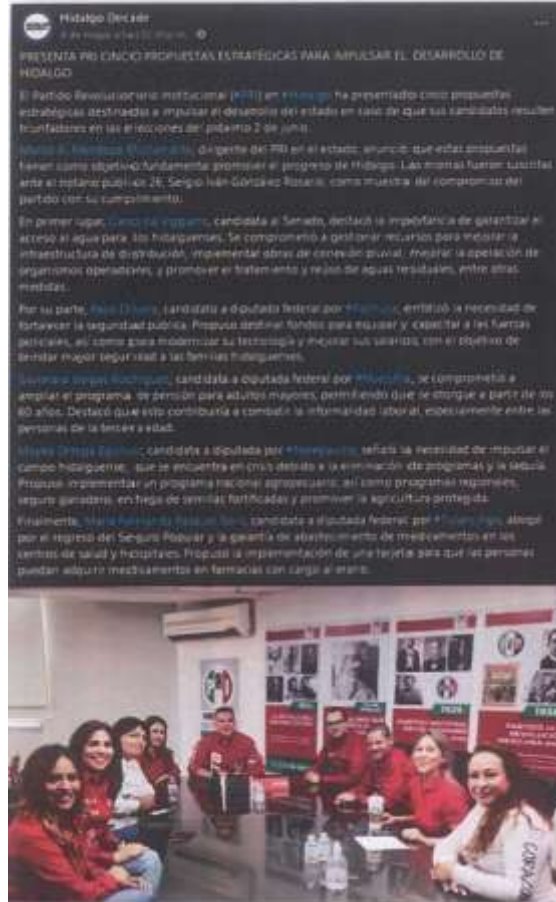 Hidalgo Decaér
PRESENTA PRI CINCO PROPUESTAS ESTRATÉGICAS PARA IMPULSAR EL DESARROLLO DE
HIDALGO
El Partido Revolucionario Institucional (#PRI) en #Hidalgo ha presentado cinco propuestas
estratégicas destinadas a impulsar el desarrollo del estado en caso de que sus candidatos resulten
triunfadores en las elecciones del próximo 2 de junio.
dirigente del PRI en el estado, anunció que estas propuestas
tienen como objetivo fundamental promover el progreso de Hidalgo. Las mismas fueron suscritas
ante el notario público 26, Sergio Iván González Rosario, como muestra del compromiso del
partido con su cumplimiento.
En primer lugar, candidata al Senado, destacó la importancia de garantizar el
acceso al agua para los hidalguenses. Se comprometió a gestionar recursos para mejorar la
infraestructura de distribución, implementar obras de conexión pluvial, mejorar la operación de
organismos operadores, y promover el tratamiento y reúso de aguas residuales, entre otras
medidas.
Por su parte, candidato a diputado federal por #Pachuca, enfatizó la necesidad de
fortalecer la seguridad pública. Propuso destinar fondos para equipar y capacitar a las fuerzas
policiales, así como para modernizar su tecnología y mejorar sus salarios, con el objetivo de
brindar mayor seguridad a las familias hidalguenses.
Vargas Rodríguez, candidata a diputada federal por se comprometió a
ampliar el programa de pensión para adultos mayores, permitiendo que se otorgue a partir de los
60 años. Destacó que esto contribuiría a combatir la informalidad laboral, especialmente entre las
personas de la tercera edad.
Ortega candidata a diputada por señaló la necesidad de impulsar el
campo hidalguense, que se encuentra en crisis debido a la eliminación de programas y la sequía.
Propuso implementar un programa nacional agropecuario, así como programas regionales,
seguro ganadero, entrega de semillas fortificadas y promover la agricultura protegida.
Finalmente, María Fernanda candidata a diputada federal por #Tulancingo, abogó
por el regreso del Seguro Popular y la garantía de abastecimiento de medicamentos en los
centros de salud y hospitales. Propuso la implementación de una tarjeta para que las personas
puedan adquirir medicamentos en farmacias con cargo al erario.
PRI